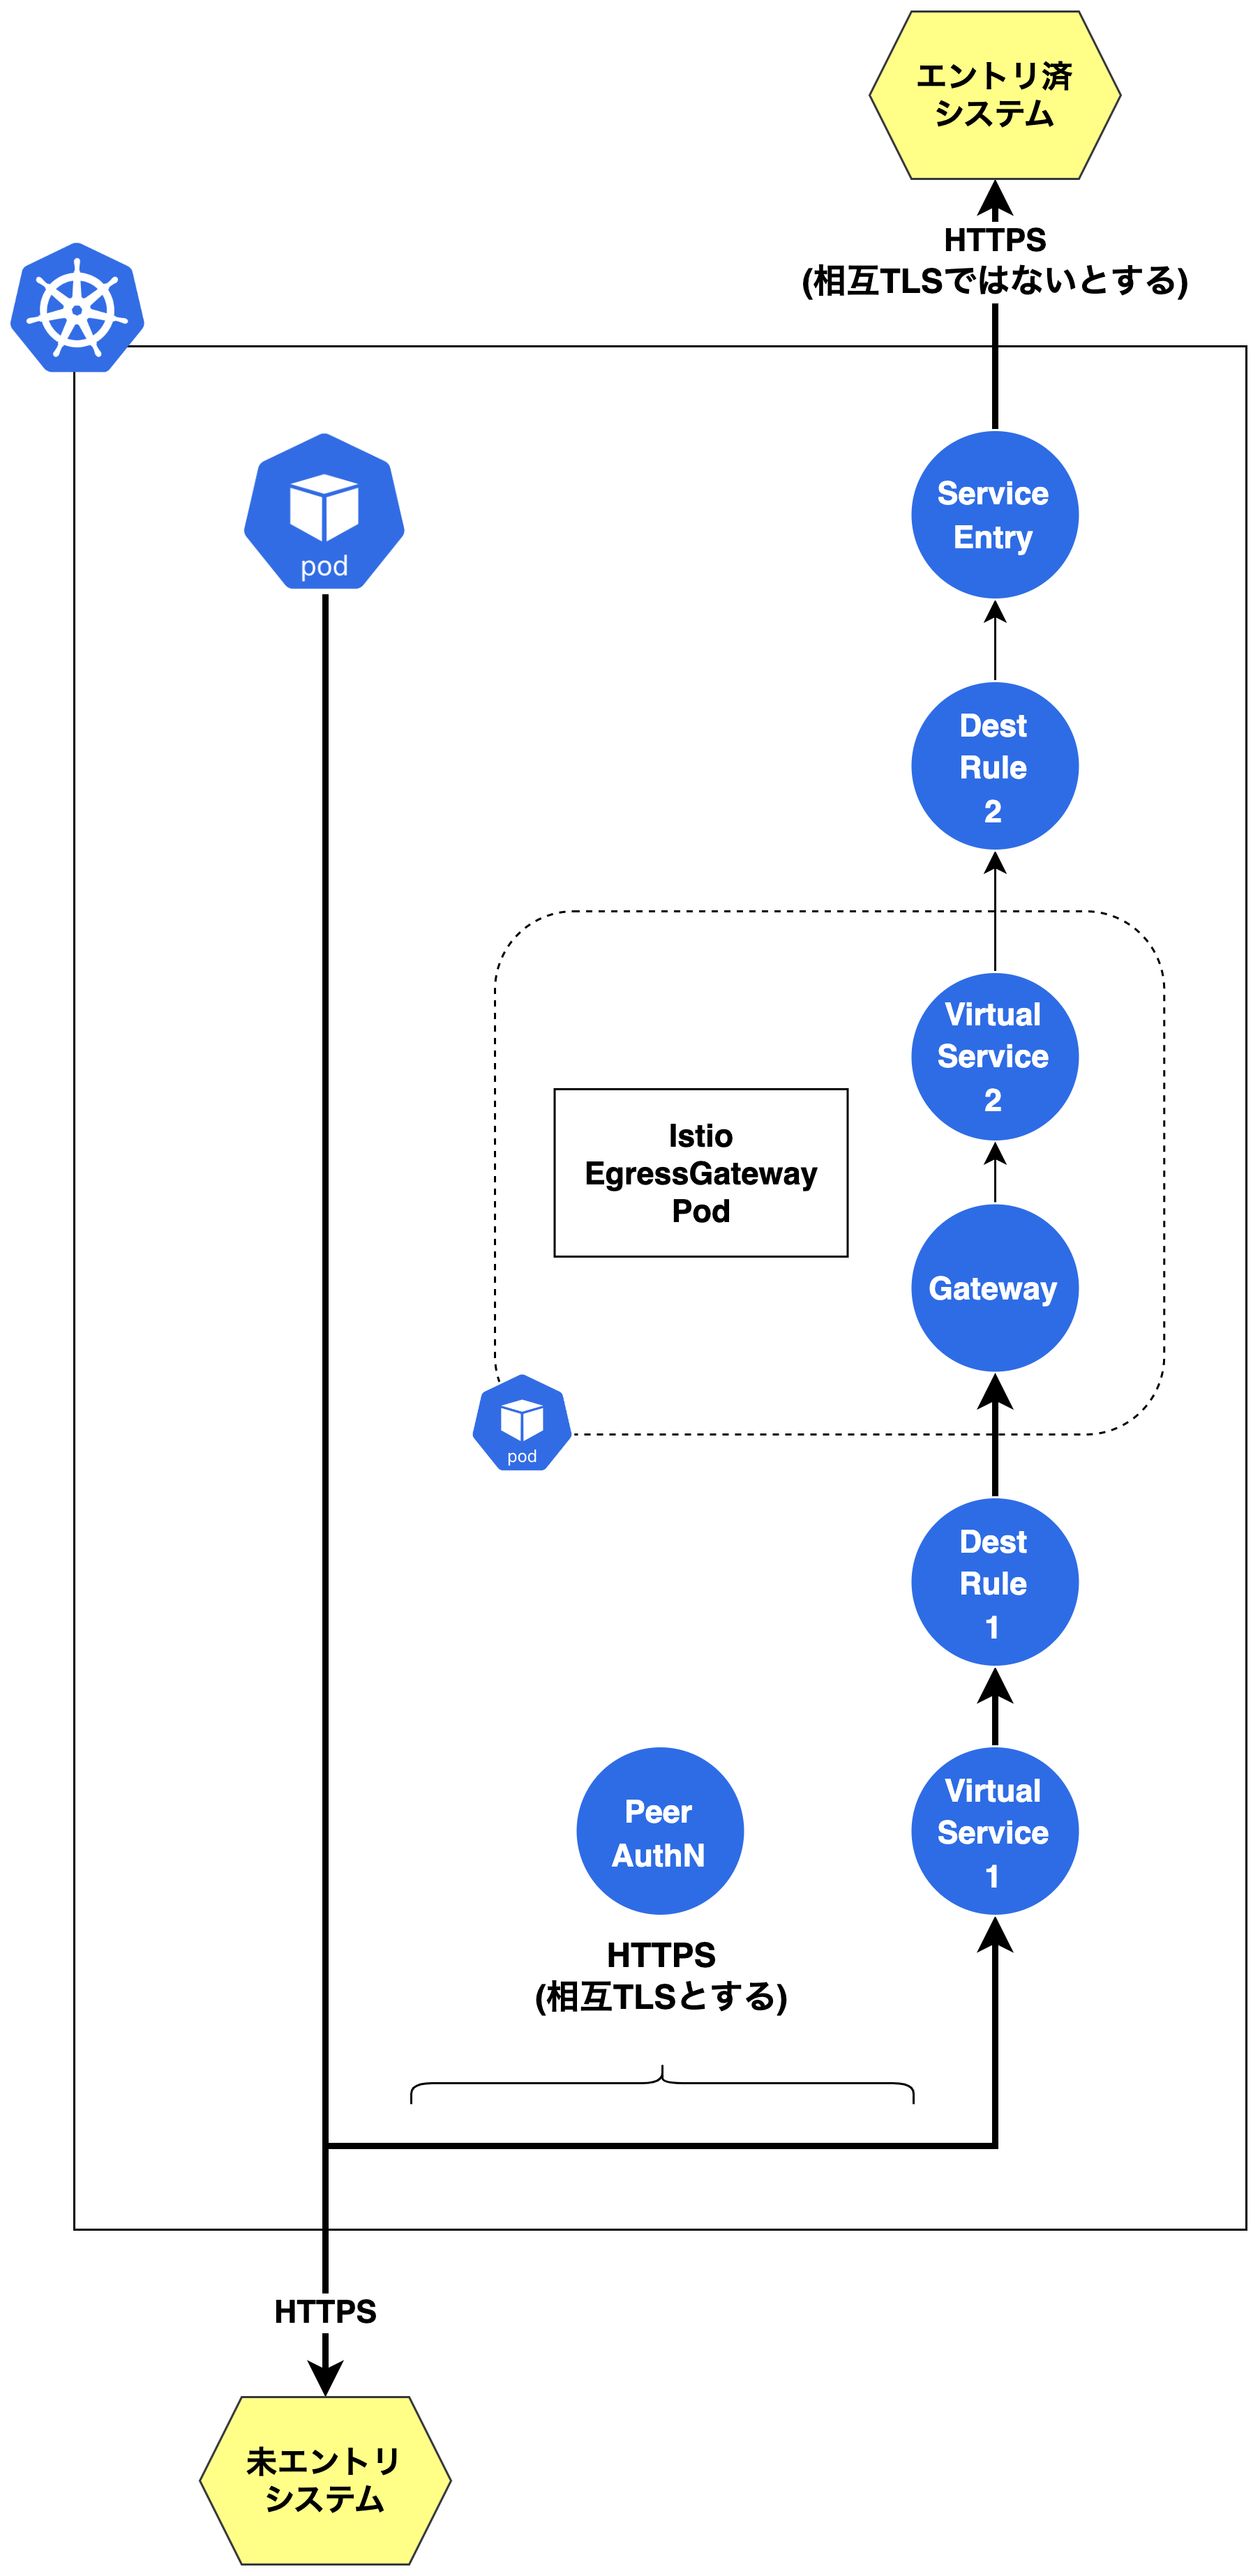 エントリ済
システム
HTTPS
(相互TLSではないとする)
pod
Service
Entry
Dest
Rule
2
Virtual
Service
2
Istio
EgressGateway
Pod
Gateway
pod
Dest
Rule
1
Virtual
Service
1
Peer
AuthN
HTTPS
(相互TLSとする)
HTTPS
未エントリ
システム